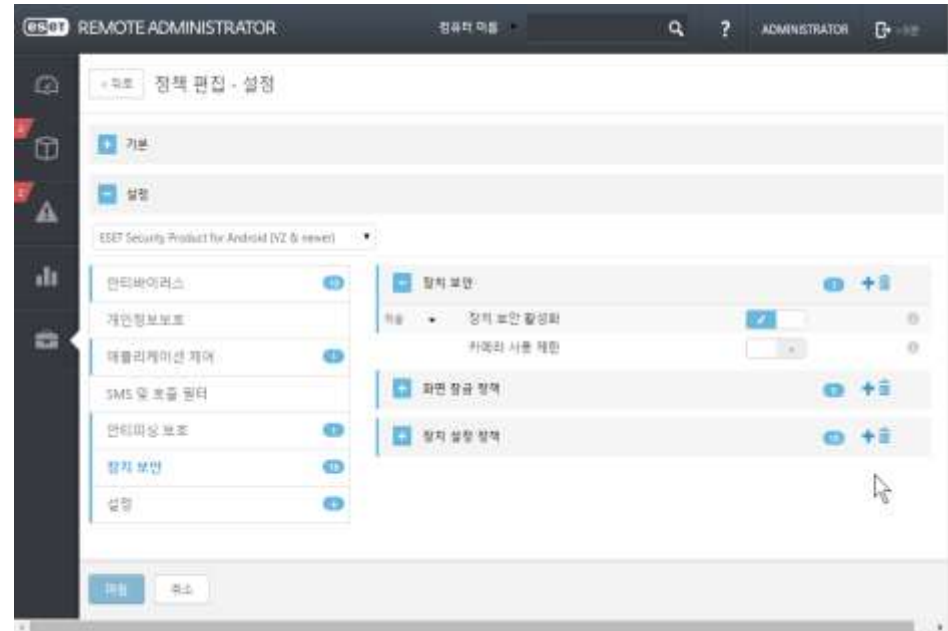 eset REMOTE ADMINISTRATOR
컴퓨터 이름
?
ADMINISTRATOR
정책 편집 - 설정
기본
설정
ESET Security Product for Android (V2 & newer)
안티바이러스
개인정보보호
애플리케이션 제어
SMS 및 호출 필터
안티피싱 보호
장치 보안
설정
장치 보안
적용
장치 보안 활성화
카메라 사용 제한
화면 잠금 정책
장치 설정 정책
마침
취소